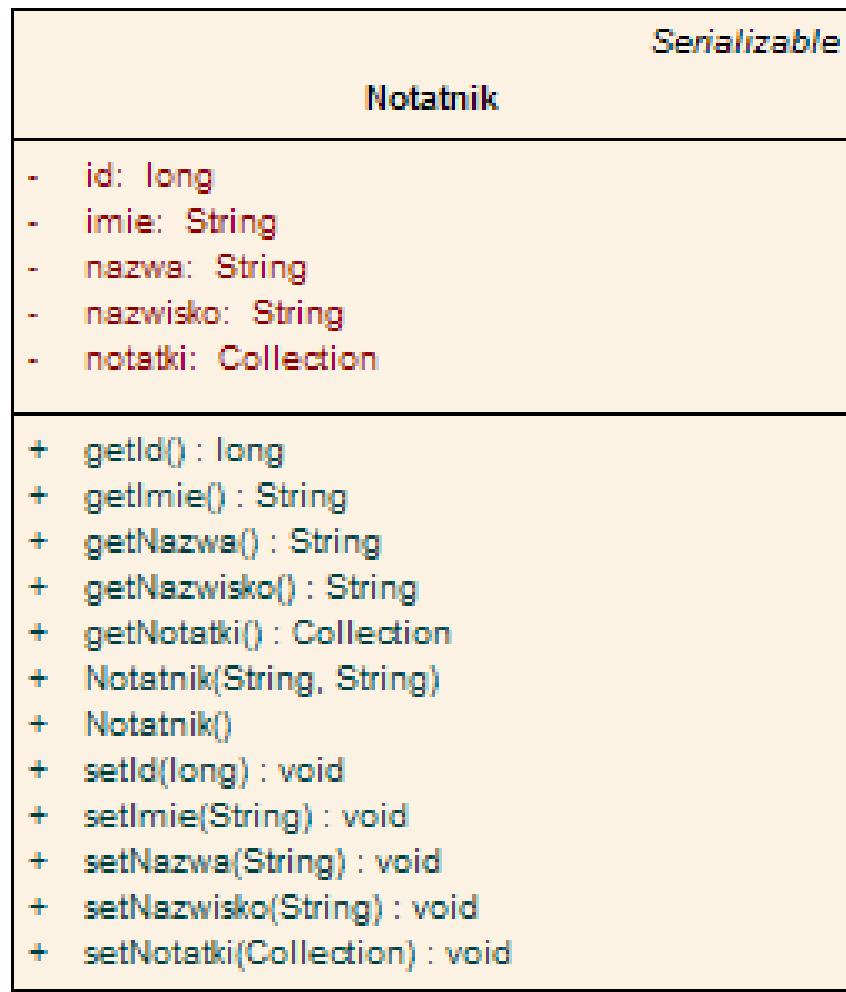 Serializable
Notatnik
- id: long
- imie: String
- nazwa: String
- nazwisko: String
- notatki: Collection
+ getId() : long
+ getImie() : String
+ getNazwa() : String
+ getNazwisko() : String
+ getNotatki() : Collection
+ Notatnik(String, String)
+ Notatnik()
+ setId(long) : void
+ setImie(String) : void
+ setNazwa(String) : void
+ setNazwisko(String) : void
+ setNotatki(Collection) : void